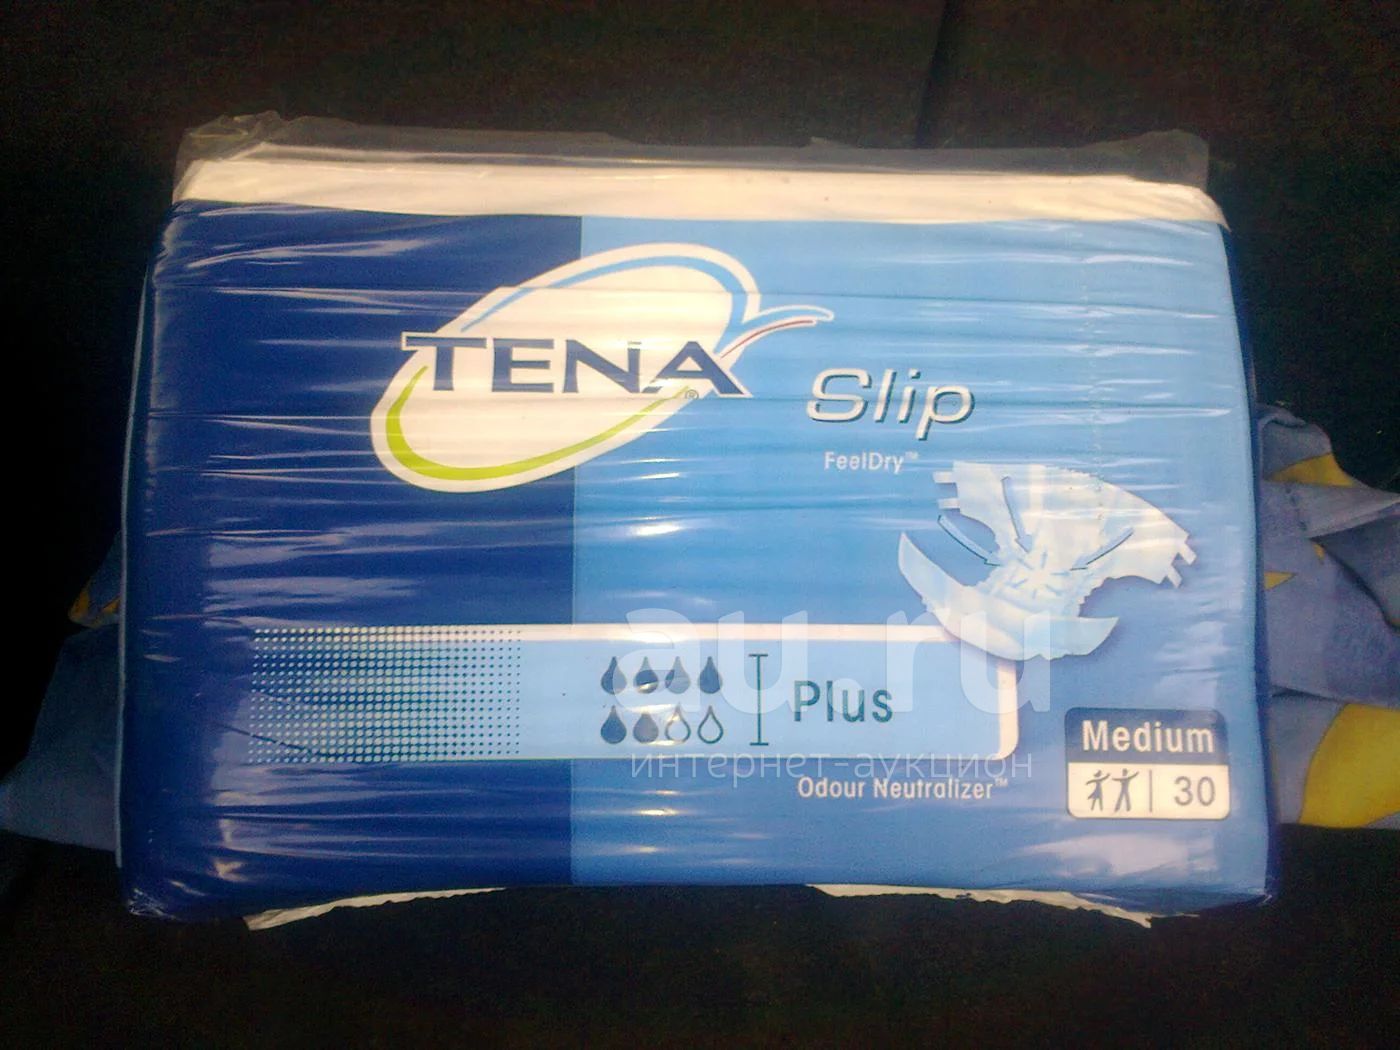 TENA®
Slip
FeelDry™
au.ru
Plus
интернет-аукцион
Odour Neutralizer™
Medium
30